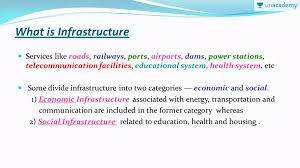 unacademy
What is Infrastructure
Services like roads, railways, ports, airports, dams, power stations,
telecommunication facilities, educational system, health system, etc
Some divide infrastructure into two categories — economic and social.
1) Economic Infrastructure associated with energy, transportation and
communication are included in the former category whereas
2) Social Infrastructure related to education, health and housing .